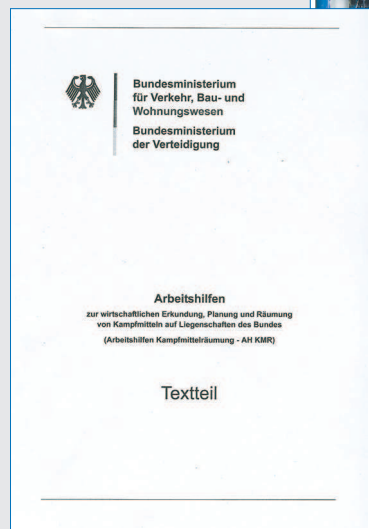 Bundesministerium
für Verkehr, Bau- und
Wohnungswesen
Bundesministerium
der Verteidigung
Arbeitshilfen
zur wirtschaftlichen Erkundung, Planung und Räumung
von Kampfmitteln auf Liegenschaften des Bundes
(Arbeitshilfen Kampfmittelräumung - AH KMR)
Textteil